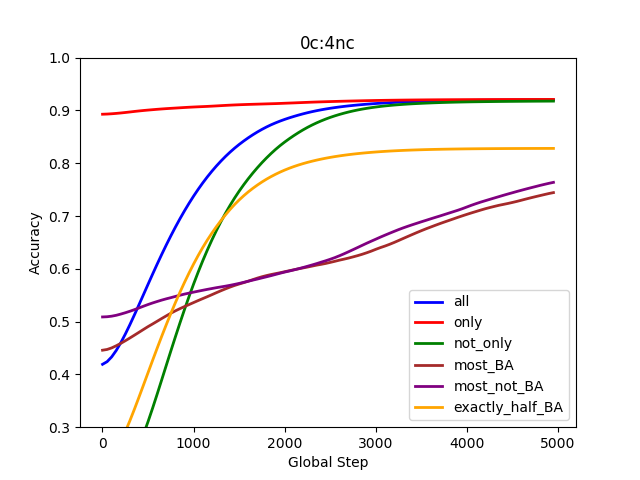 0c:4nc
1.0
0.9
0.8
0.7
0.6
0.5
0.4
0.3
Accuracy
all
only
not_only
most_BA
most_not_BA
exactly_half_BA
0 1000 2000 3000 4000 5000
Global Step